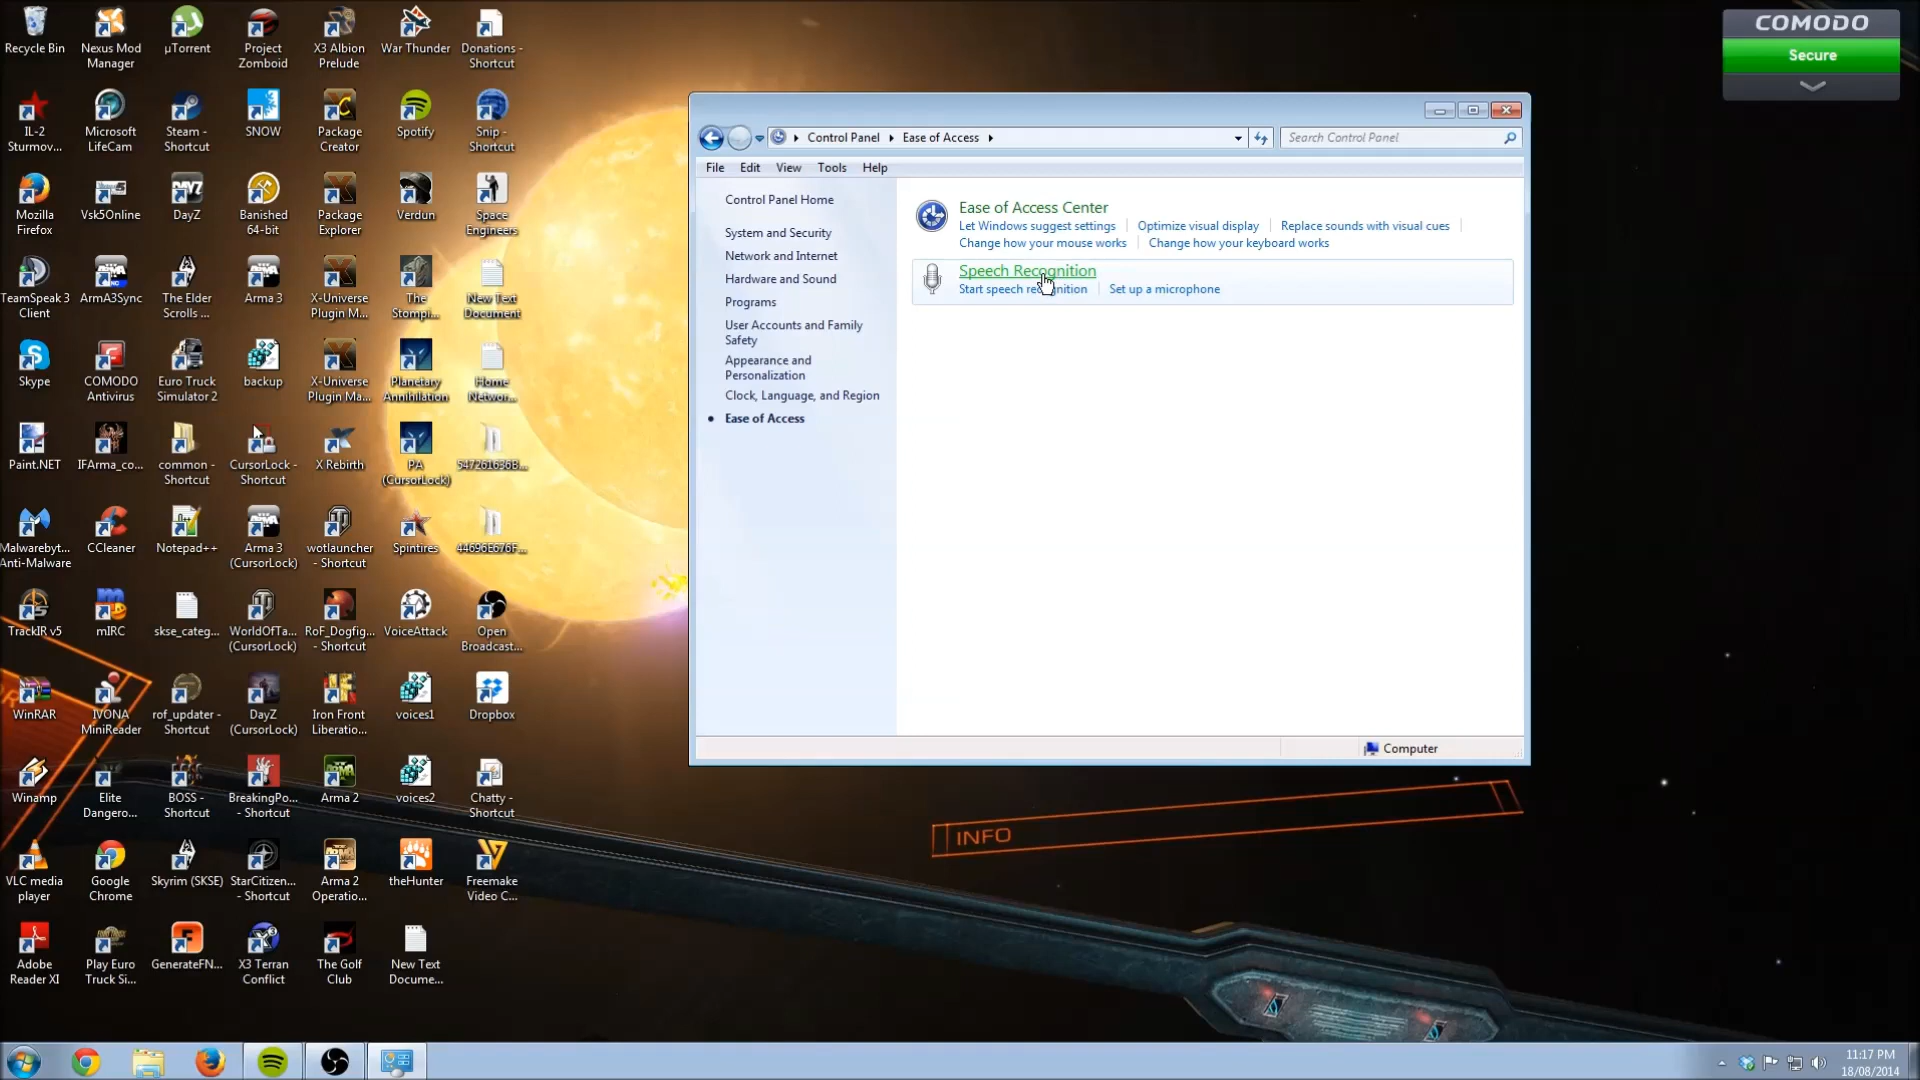 Recycle Bin
Nexus Mod
Manager
µTorrent
Project
Zomboid
X3 Albion
Prelude
War Thunder
Donations -
Shortcut
IL-2
Sturmov...
Microsoft
LifeCam
Steam -
Shortcut
SNOW
Package
Creator
Spotify
Snip -
Shortcut
Mozilla
Firefox
Vsk5Online
DayZ
Banished
64-bit
Package
Explorer
Verdun
Space
Engineers
TeamSpeak 3
Client
ArmA3Sync
The Elder
Scrolls ...
Arma 3
X-Universe
Plugin M...
The
Stompi...
New Text
Document
Skype
COMODO
Antivirus
Euro Truck
Simulator 2
backup
X-Universe
Plugin Ma...
Planetary
Annihilation
Home
Networ...
Paint.NET
IFArma_co...
common -
Shortcut
CursorLock -
Shortcut
X Rebirth
PA
(CursorLock)
Malwarebyt...
Anti-Malware
CCleaner
Notepad++
Arma 3
(CursorLock)
wotlauncher
- Shortcut
Spintires
44696E676F...
TrackIR v5
mIRC
skse_categ...
WorldOfTa...
(CursorLock)
RoF_Dogfig...
- Shortcut
VoiceAttack
Open
Broadcast...
WinRAR
IVONA
MiniReader
rof_updater -
Shortcut
DayZ
(CursorLock)
Iron Front
Liberatio...
voices1
Dropbox
Winamp
Elite
Dangero...
BOSS -
Shortcut
BreakingPo...
- Shortcut
Arma 2
voices2
Chatty -
Shortcut
VLC media
player
Google
Chrome
Skyrim (SKSE)
StarCitizen...
- Shortcut
Arma 2
Operatio...
theHunter
Freemake
Video C...
Adobe
Reader XI
Play Euro
Truck Si...
GenerateFN...
X3 Terran
Conflict
The Golf
Club
New Text
Docume...
COMODO
Secure
Control Panel
Ease of Access
Search Control Panel
File Edit View Tools Help
Control Panel Home
System and Security
Network and Internet
Hardware and Sound
Programs
User Accounts and Family
Safety
Appearance and
Personalization
Clock, Language, and Region
Ease of Access
Ease of Access Center
Let Windows suggest settings Optimize visual display Replace sounds with visual cues
Change how your mouse works Change how your keyboard works
Speech Recognition
Start speech recognition Set up a microphone
Computer
INFO
11:17 PM
18/08/2014